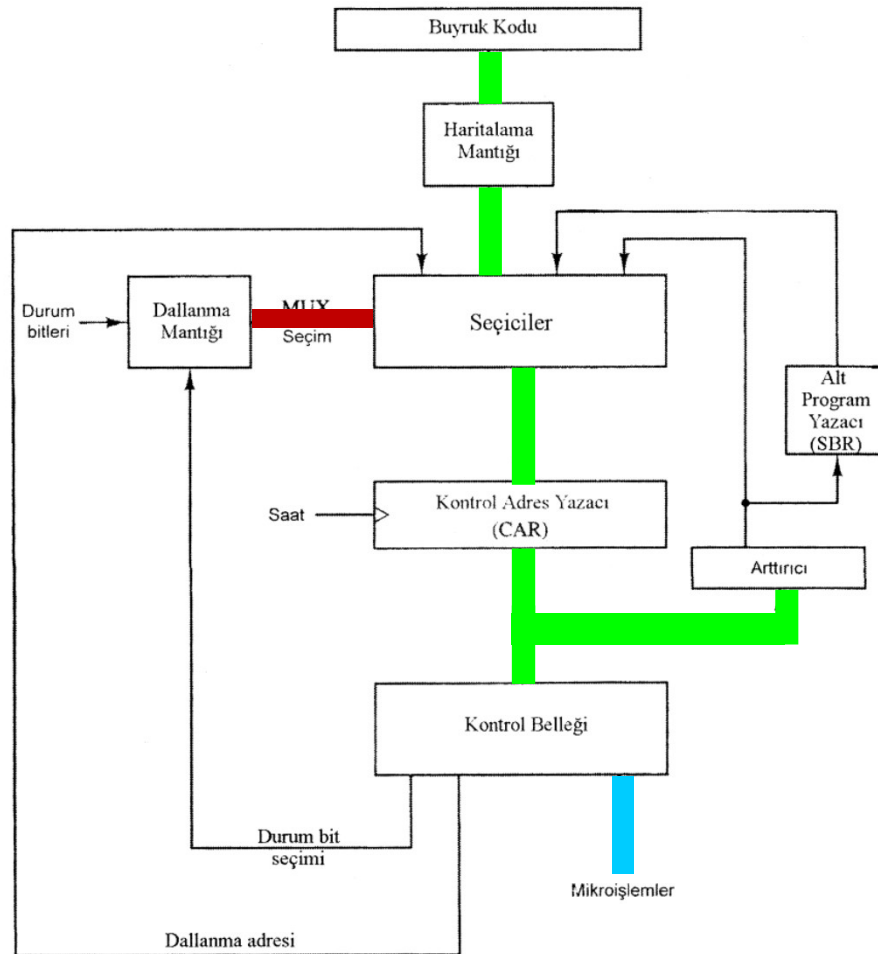 Buyruk Kodu
Haritalama
Mantığı
Durum
bitleri
Dallanma
Mantığı
MUX
Seçim
Seçiciler
Alt
Program
Yazacı
(SBR)
Saat
Kontrol Adres Yazacı
(CAR)
Arttırıcı
Kontrol Belleği
Durum bit
seçimi
Mikroişlemler
Dallanma adresi